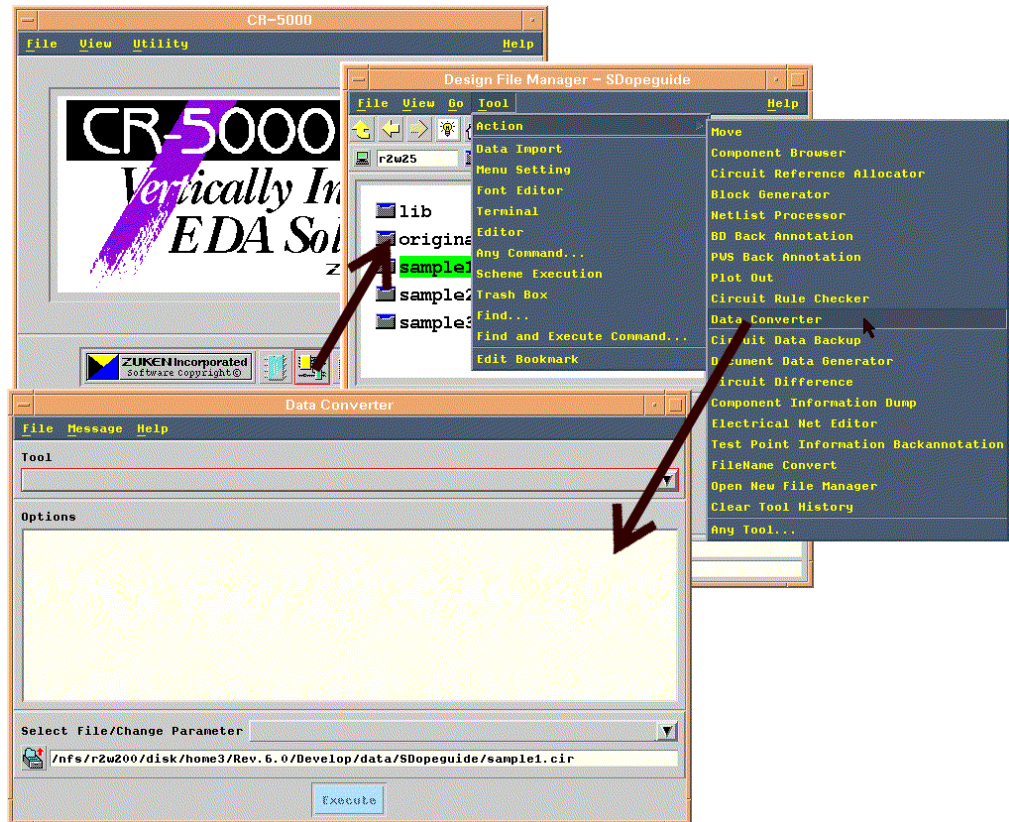 CR-5000
File View Utility Help
CR-5000
Vertically In
EDA Sol
Z
ZUKEN Incorporated
Software Copyright©
Design File Manager - SDopeguide
File View Go Tool Help
r2w25
lib
origina
sample1
sample2
sample3
Action >
Data Import
Menu Setting
Font Editor
Terminal
Editor
Any Command...
Scheme Execution
Trash Box
Find...
Find and Execute Command...
Edit Bookmark
Move
Component Browser
Circuit Reference Allocator
Block Generator
NetList Processor
BD Back Annotation
PWS Back Annotation
Plot Out
Circuit Rule Checker
Data Converter
Circuit Data Backup
Document Data Generator
Circuit Difference
Component Information Dump
Electrical Net Editor
Test Point Information Backannotation
FileName Convert
Open New File Manager
Clear Tool History
Any Tool...
Data Converter
File Message Help
Tool
Options
Select File/Change Parameter
/nfs/r2w200/disk/home3/Rev.6.0/Develop/data/SDopeguide/sample1.cir
Execute